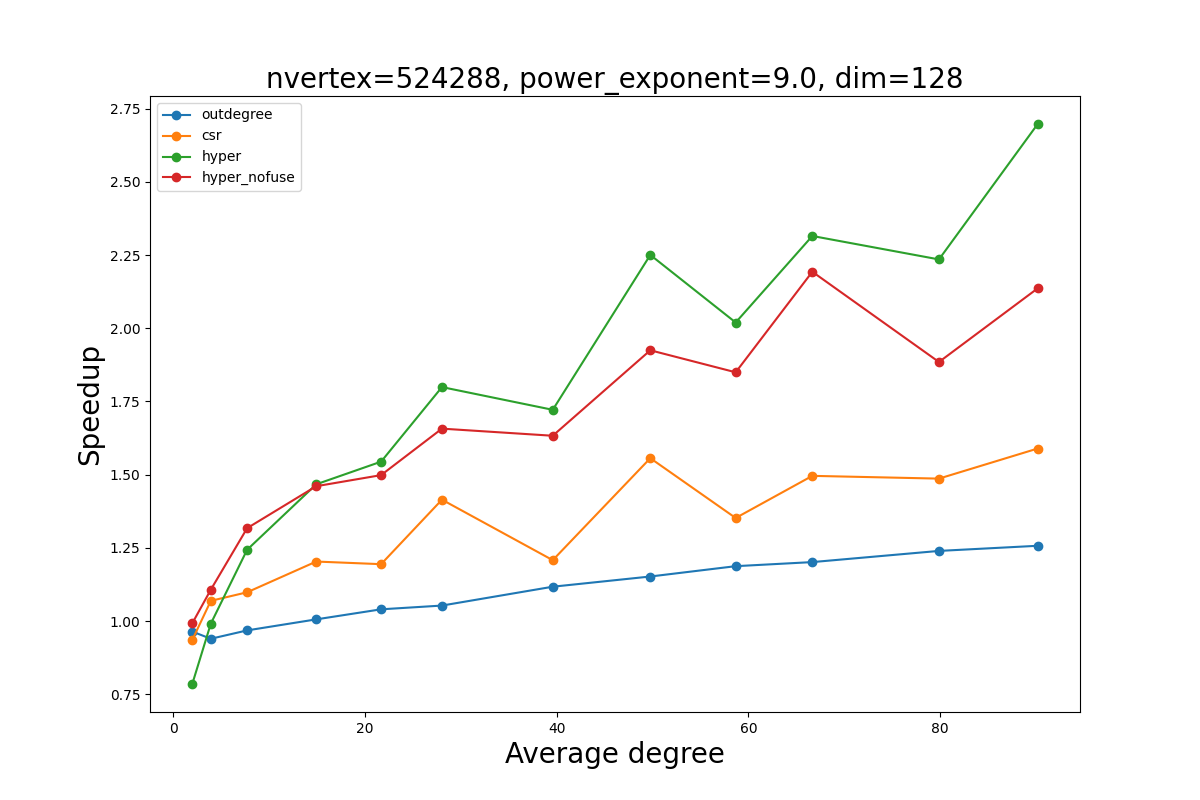 nvertex=524288, power_exponent=9.0, dim=128
outdegree
csr
hyper
hyper_nofuse
Speedup
2.75
2.50
2.25
2.00
1.75
1.50
1.25
1.00
0.75
0 20 40 60 80
Average degree